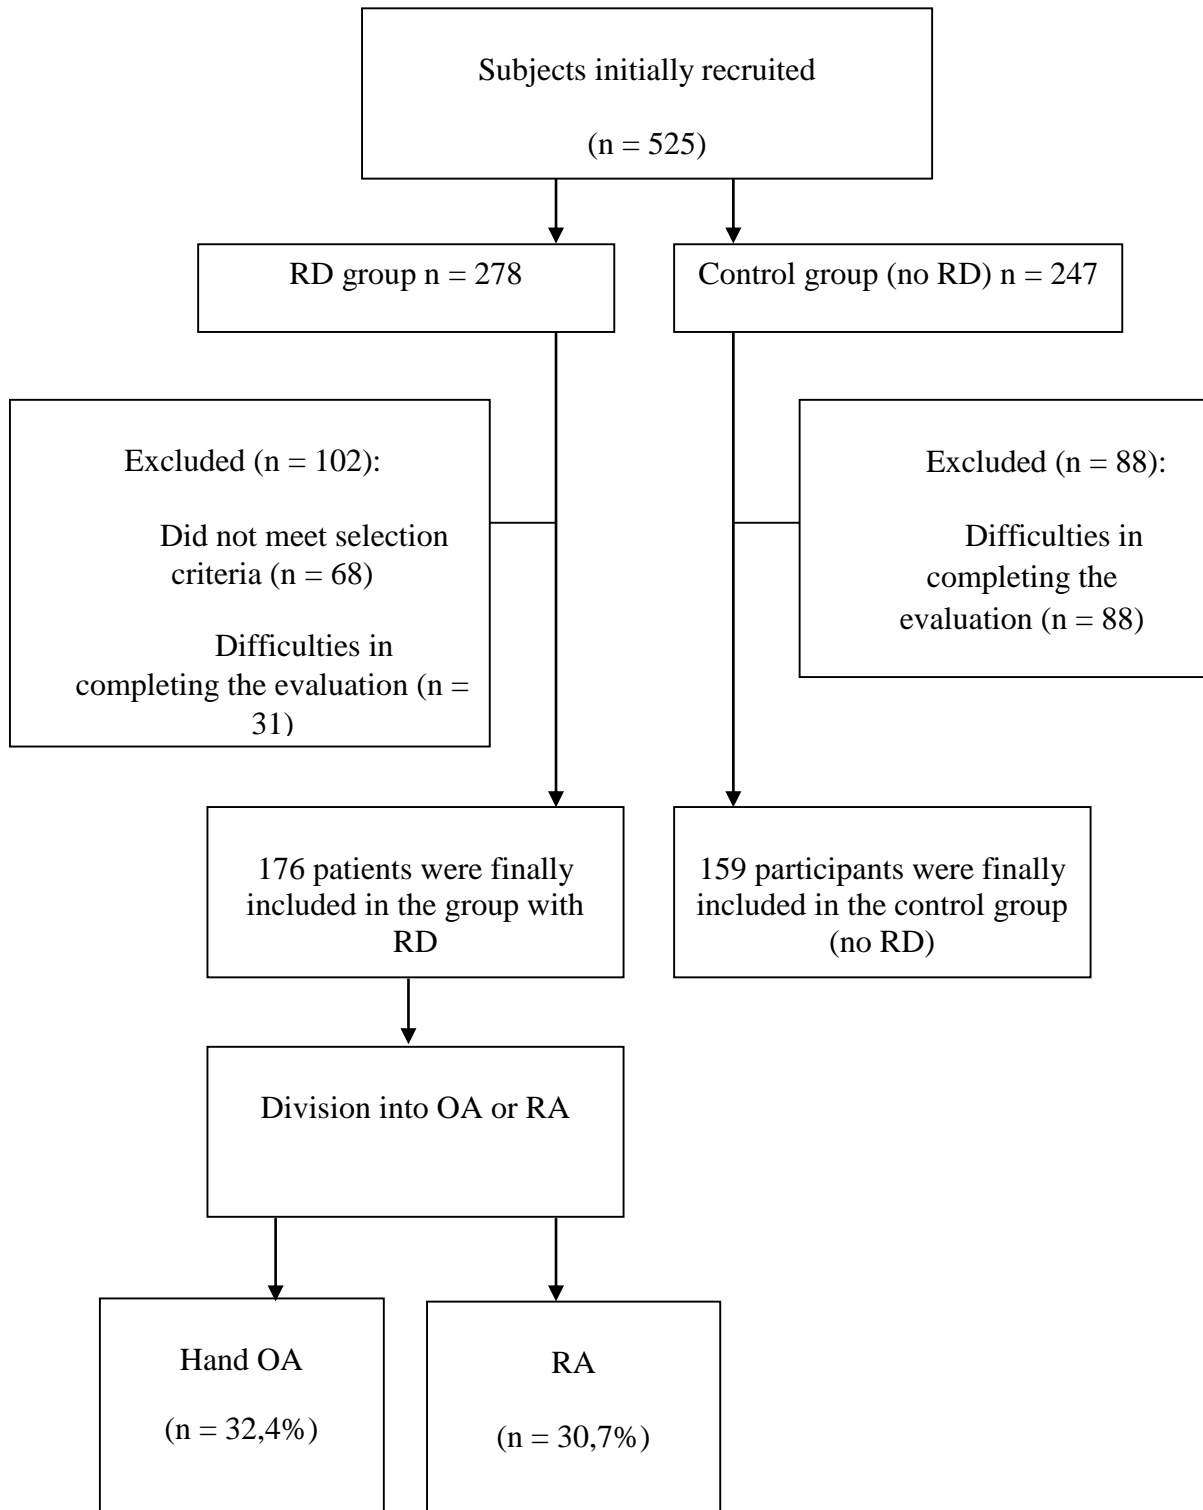 Subjects initially recruited
(n = 525)
RD group n = 278
Control group (no RD) n = 247
Excluded (n = 102):
Did not meet selection
criteria (n = 68)
Difficulties in
completing the evaluation (n =
31)
Excluded (n = 88):
Difficulties in
completing the
evaluation (n = 88)
176 patients were finally
included in the group with
RD
159 participants were finally
included in the control group
(no RD)
Division into OA or RA
Hand OA
(n = 32,4%)
RA
(n = 30,7%)